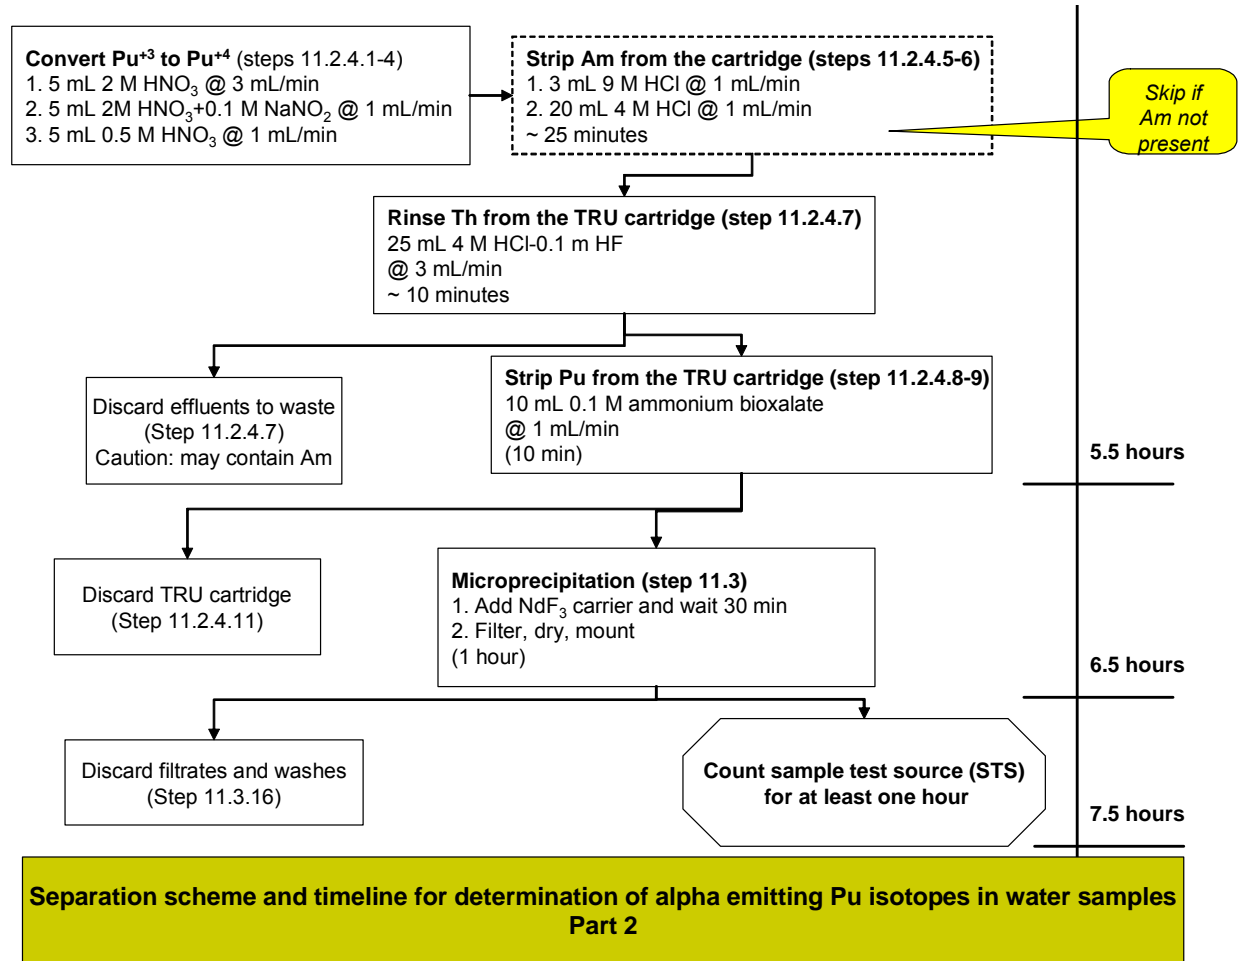 Convert Pu+3 to Pu+4 (steps 11.2.4.1-4)
1. 5 mL 2 M HNO3 @ 3 mL/min
2. 5 mL 2M HNO3+0.1 M NaNO2 @ 1 mL/min
3. 5 mL 0.5 M HNO3 @ 1 mL/min
Strip Am from the cartridge (steps 11.2.4.5-6)
1. 3 mL 9 M HCl @ 1 mL/min
2. 20 mL 4 M HCl @ 1 mL/min
~ 25 minutes
Skip if
Am not
present
Rinse Th from the TRU cartridge (step 11.2.4.7)
25 mL 4 M HCl-0.1 m HF
@ 3 mL/min
~ 10 minutes
Discard effluents to waste
(Step 11.2.4.7)
Caution: may contain Am
Strip Pu from the TRU cartridge (step 11.2.4.8-9)
10 mL 0.1 M ammonium bioxalate
@ 1 mL/min
(10 min)
5.5 hours
Discard TRU cartridge
(Step 11.2.4.11)
Microprecipitation (step 11.3)
1. Add NdF3 carrier and wait 30 min
2. Filter, dry, mount
(1 hour)
6.5 hours
Discard filtrates and washes
(Step 11.3.16)
Count sample test source (STS)
for at least one hour
7.5 hours
Separation scheme and timeline for determination of alpha emitting Pu isotopes in water samples
Part 2